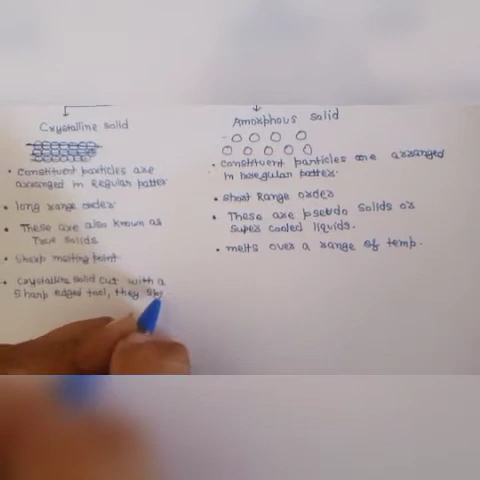 Crystalline solid
• Constituent particles are
arranged in Regular patter
• long range order
• These are also known as
True solids
• Sharp melting point
• Crystalline solid cut with a
Sharp edged tool, they
Amorphous solid
• Constituent particles are arranged
in irregular patter.
• short Range order
• These are pseudo solids or
super cooled liquids.
• melts over a range of temp.